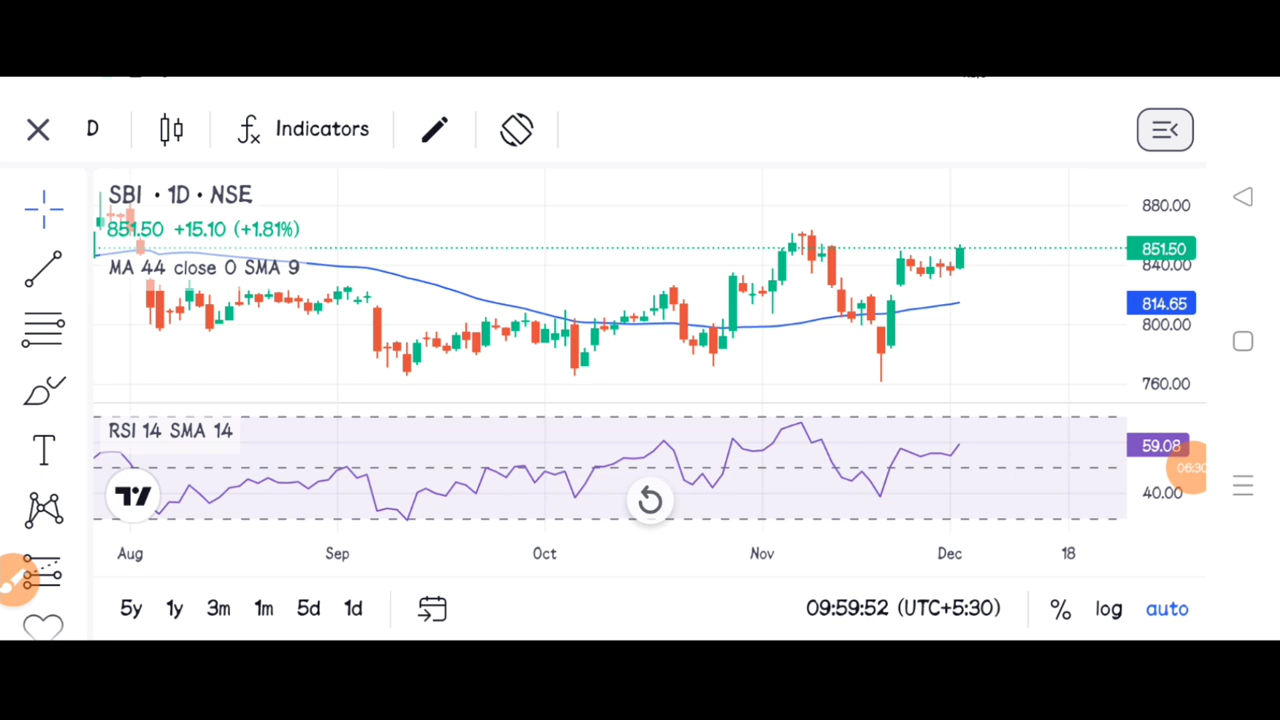 D
Indicators
SBI · 1D · NSE
851.50 +15.10 (+1.81%)
MA 44 close 0 SMA 9
880.00
851.50
840.00
814.65
800.00
760.00
RSI 14 SMA 14
59.08
06:30
40.00
Aug Sep Oct Nov Dec 18
5y 1y 3m 1m 5d 1d 09:59:52 (UTC+5:30) % log auto